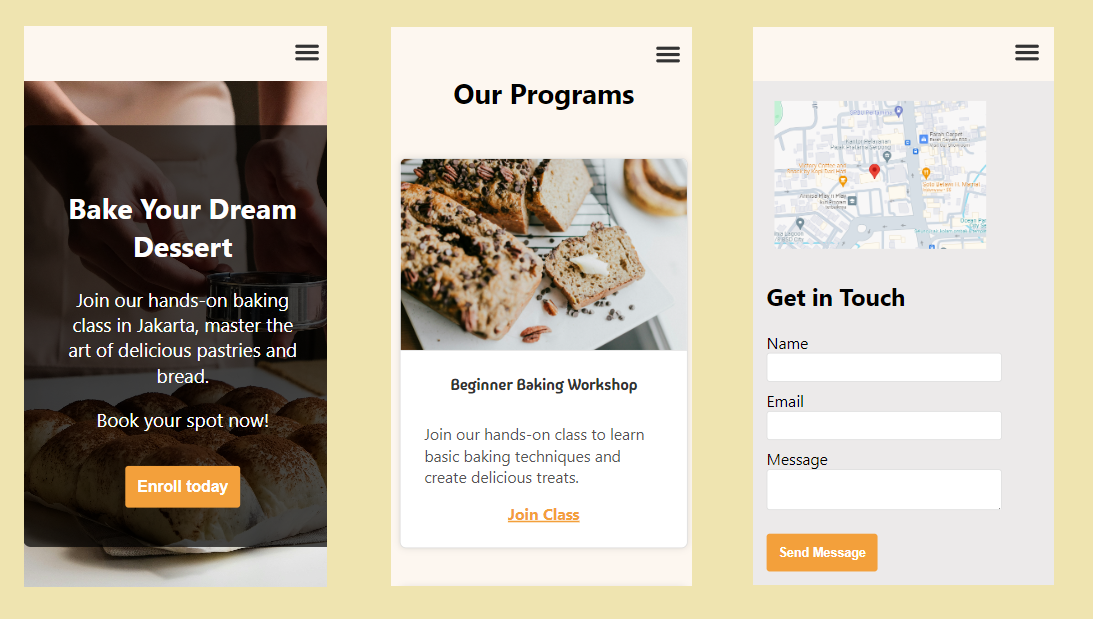 Bake Your Dream
Dessert
Join our hands-on baking
class in Jakarta, master the
art of delicious pastries and
bread.
Book your spot now!
Enroll today
Our Programs
Beginner Baking Workshop
Join our hands-on class to learn
basic baking techniques and
create delicious treats.
Join Class
Get in Touch
Name
Email
Message
Send Message